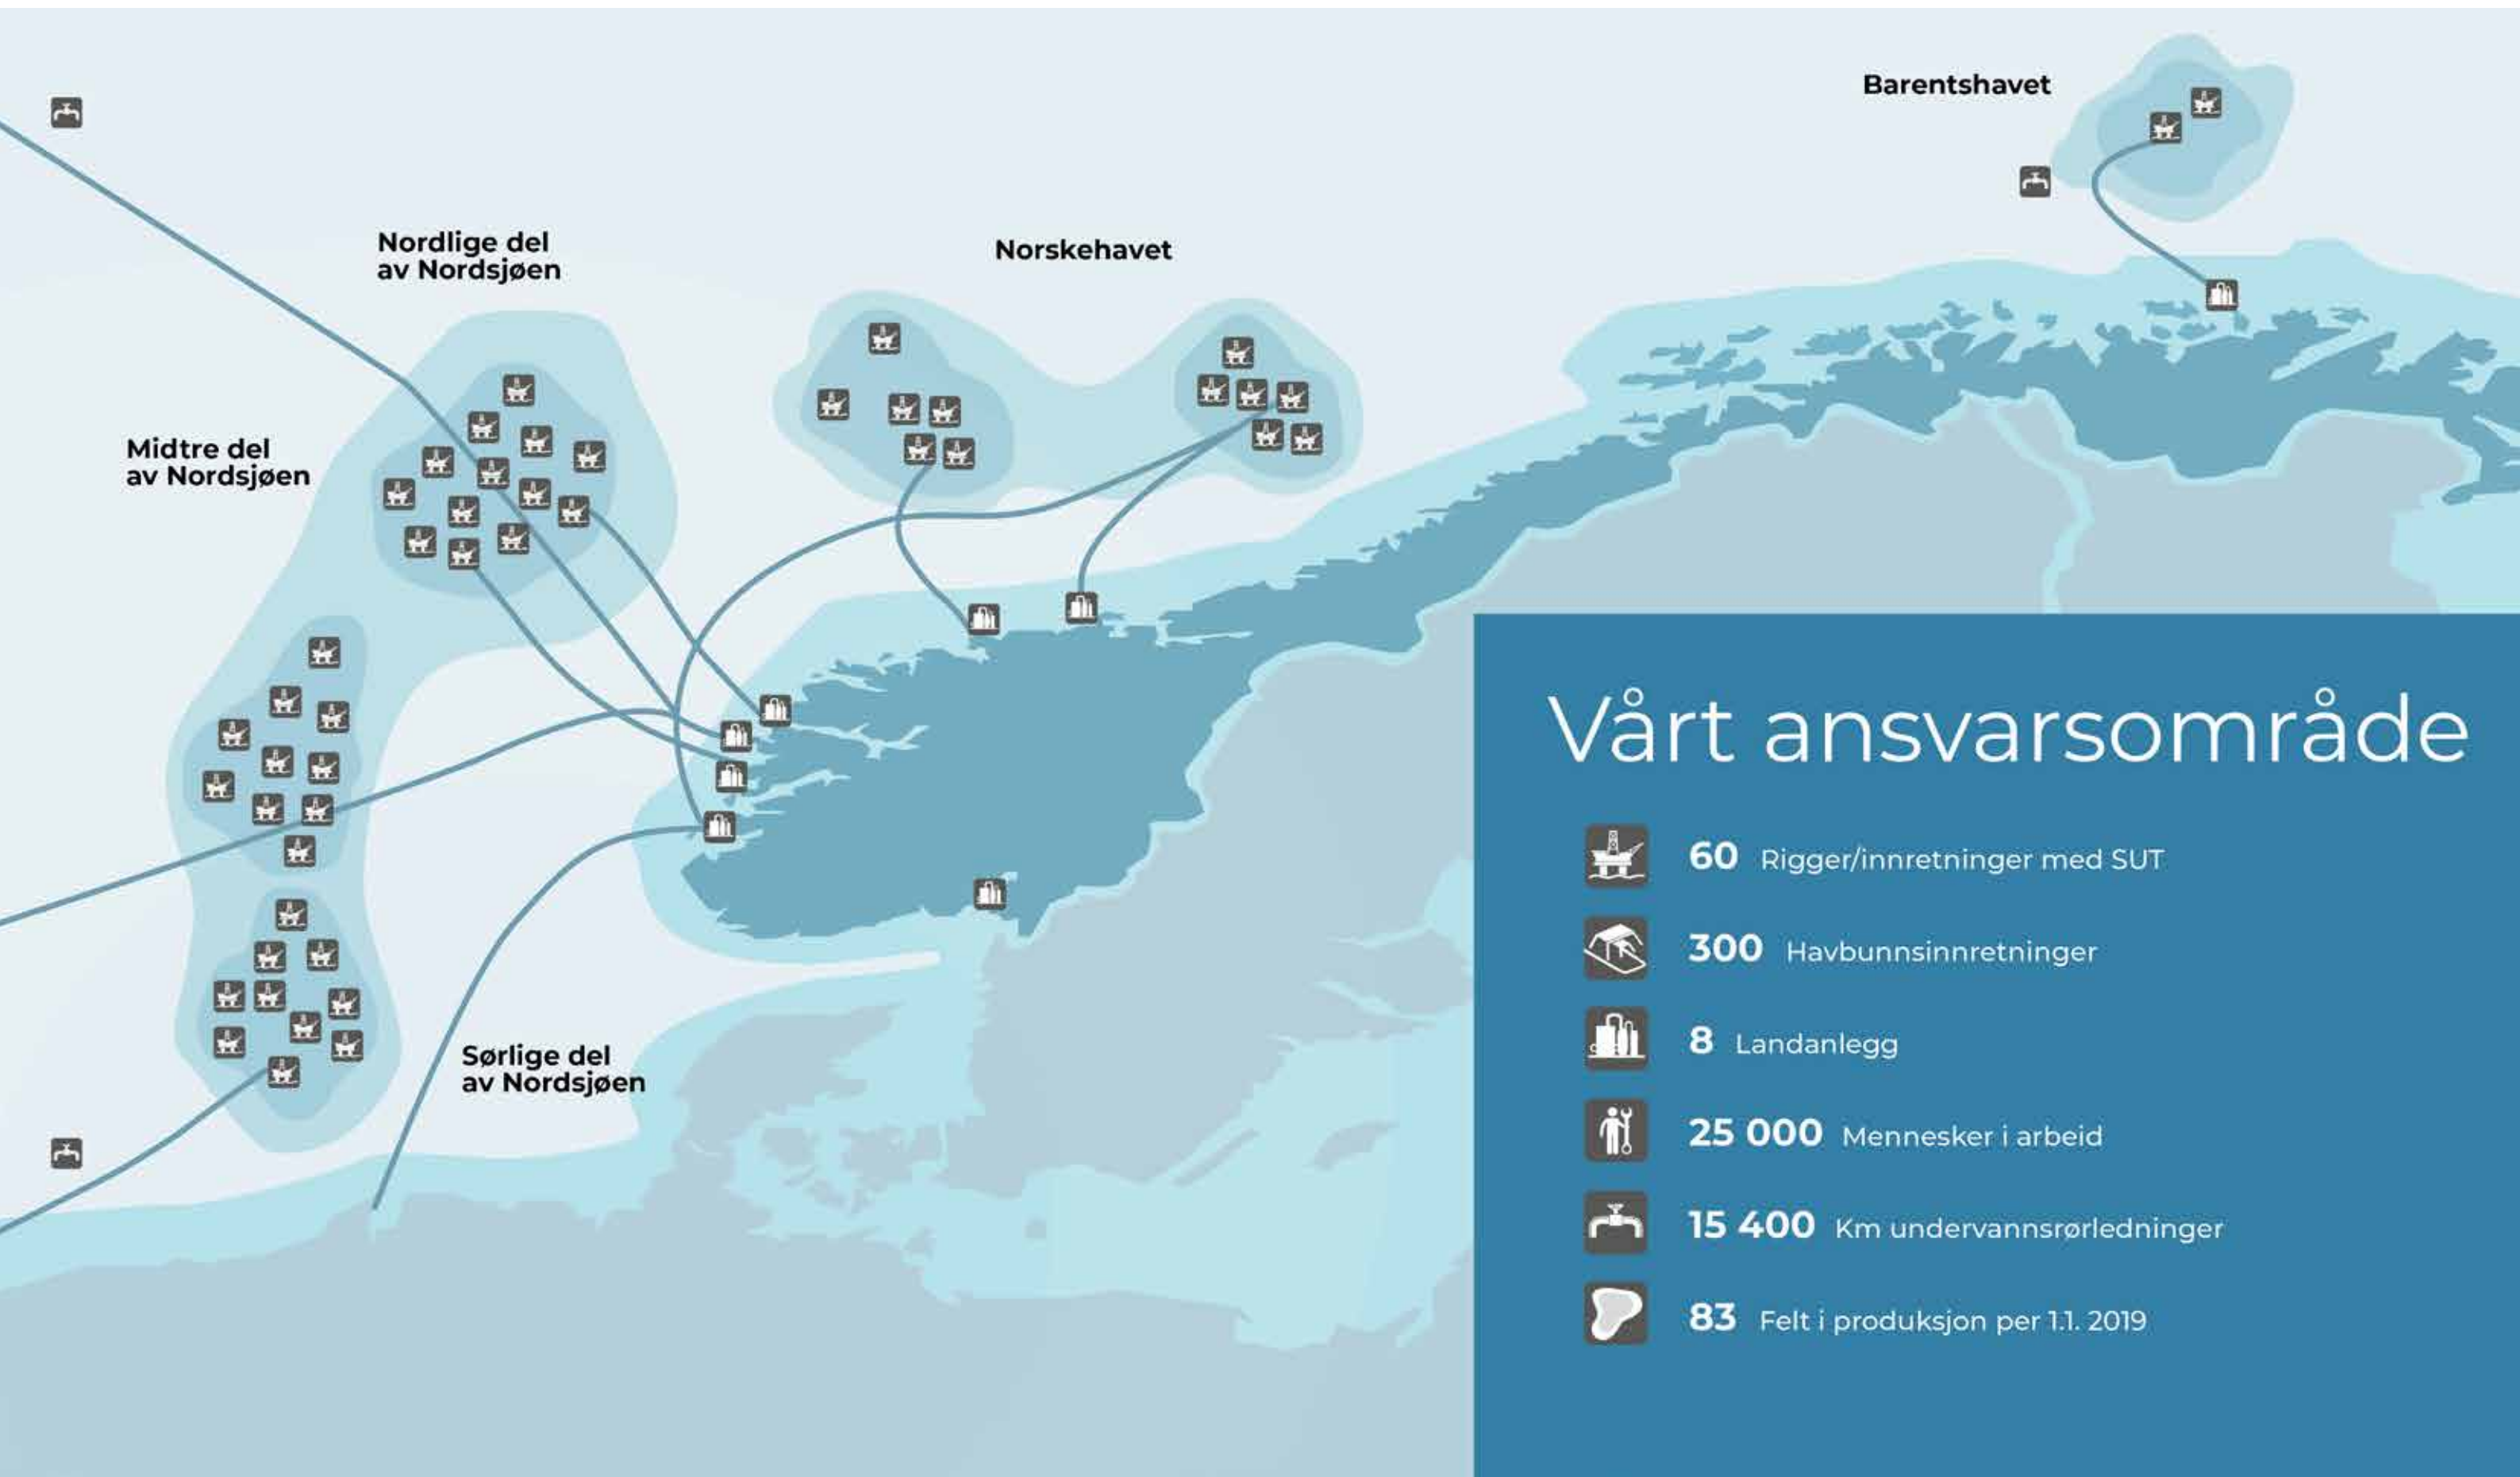 Barentshavet
Nordlige del
av Nordsjøen
Norskehavet
Midtre del
av Nordsjøen
Sørlige del
av Nordsjøen
Vårt ansvarsområde
60 Rigger/innretninger med SUT
300 Havbunnsinnretninger
8 Landanlegg
25 000 Mennesker i arbeid
15 400 Km undervannsrørledninger
83 Felt i produksjon per 1.1. 2019